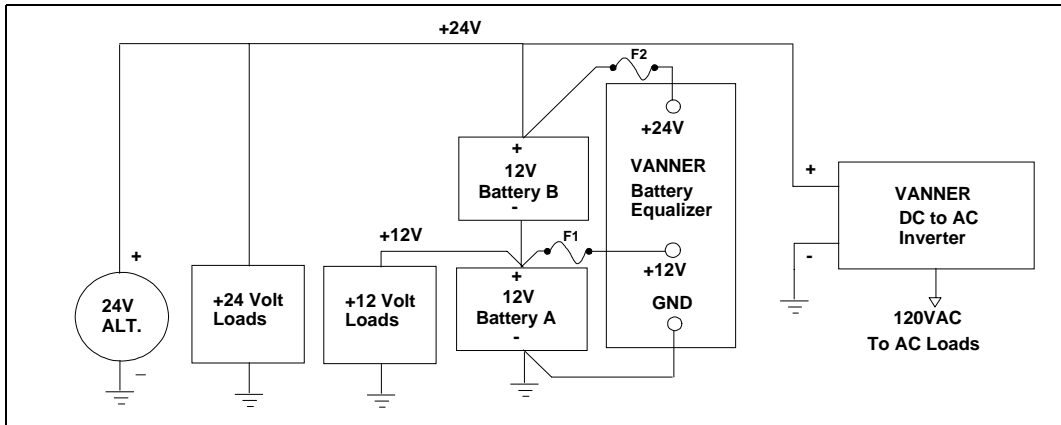 +24V
F2
+24V
VANNER
Battery
Equalizer
+12V
GND
+
12V
Battery B
-
+12V
F1
+
12V
Battery A
-
+
24V
ALT.
-
+24 Volt
Loads
+12 Volt
Loads
+
-
VANNER
DC to AC
Inverter
120VAC
To AC Loads